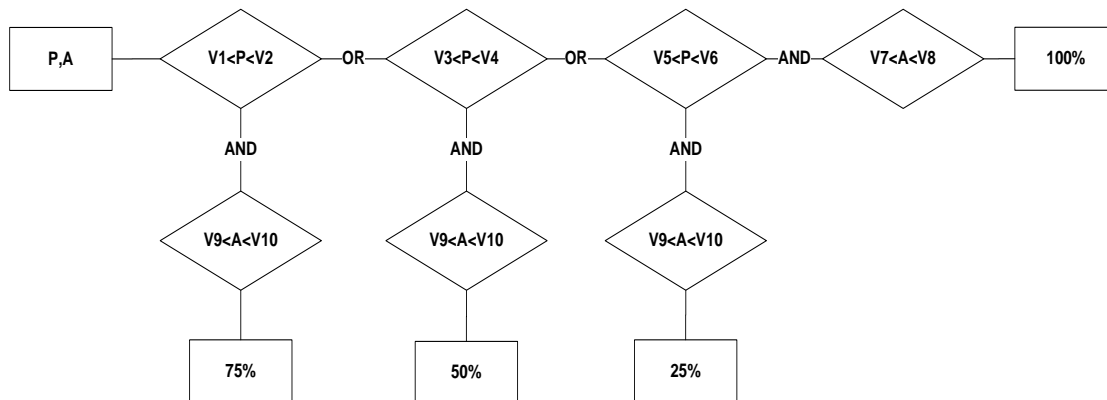 P,A
V1<P<V2
OR
V3<P<V4
OR
V5<P<V6
AND
V7<A<V8
100%
AND
AND
AND
V9<A<V10
V9<A<V10
V9<A<V10
75%
50%
25%